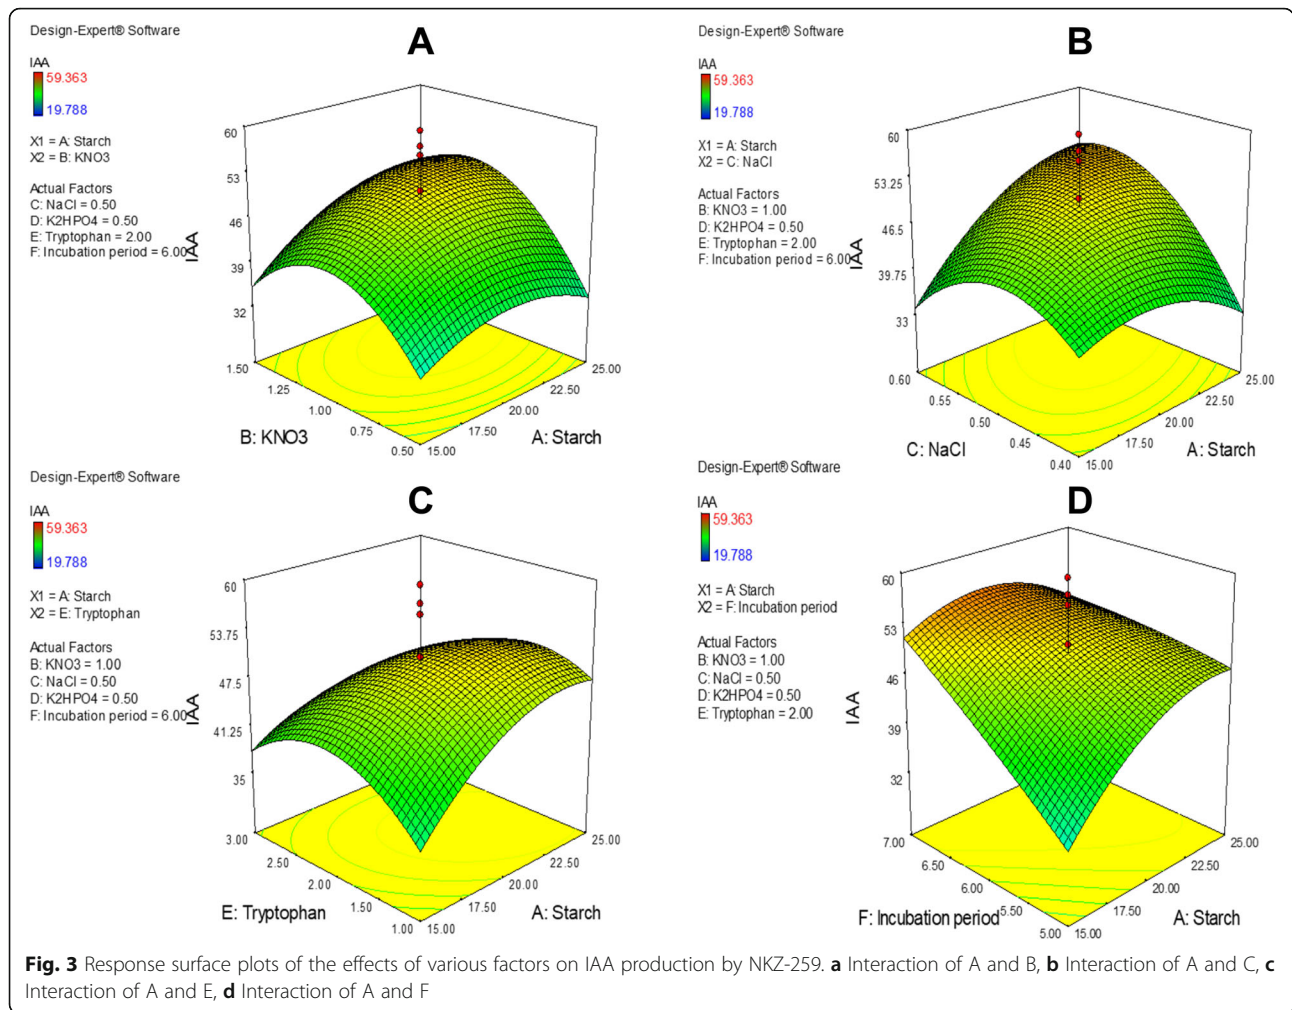 Design-Expert® Software
A
IAA
59.363
19.788
X1 = A: Starch
X2 = B: KNO3
Actual Factors
C: NaCl = 0.50
D: K2HPO4 = 0.50
E: Tryptophan = 2.00
F: Incubation period = 6.00
IAA
60
53
46
39
32
1.50
1.25
1.00
0.75
0.50
15.00
17.50
20.00
22.50
25.00
B: KNO3
A: Starch
Design-Expert® Software
B
IAA
59.363
19.788
X1 = A: Starch
X2 = C: NaCl
Actual Factors
B: KNO3 = 1.00
D: K2HPO4 = 0.50
E: Tryptophan = 2.00
F: Incubation period = 6.00
IAA
60
53.25
46.5
39.75
33
0.60
0.55
0.50
0.45
0.40
15.00
17.50
20.00
22.50
25.00
C: NaCl
A: Starch
Design-Expert® Software
C
IAA
59.363
19.788
X1 = A: Starch
X2 = E: Tryptophan
Actual Factors
B: KNO3 = 1.00
C: NaCl = 0.50
D: K2HPO4 = 0.50
F: Incubation period = 6.00
IAA
60
53.75
47.5
41.25
35
3.00
2.50
2.00
1.50
1.00
15.00
17.50
20.00
22.50
25.00
E: Tryptophan
A: Starch
Design-Expert® Software
D
IAA
59.363
19.788
X1 = A: Starch
X2 = F: Incubation period
Actual Factors
B: KNO3 = 1.00
C: NaCl = 0.50
D: K2HPO4 = 0.50
E: Tryptophan = 2.00
IAA
60
53
46
39
32
7.00
6.50
6.00
5.50
5.00
15.00
17.50
20.00
22.50
25.00
F: Incubation period
A: Starch
Fig. 3 Response surface plots of the effects of various factors on IAA production by NKZ-259. a Interaction of A and B, b Interaction of A and C, c
Interaction of A and E, d Interaction of A and F